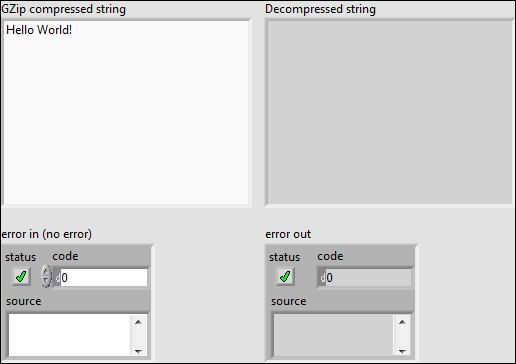 GZip compressed string
Decompressed string
Hello World!
error in (no error)
error out
status
code
status
code
0
0
source
source